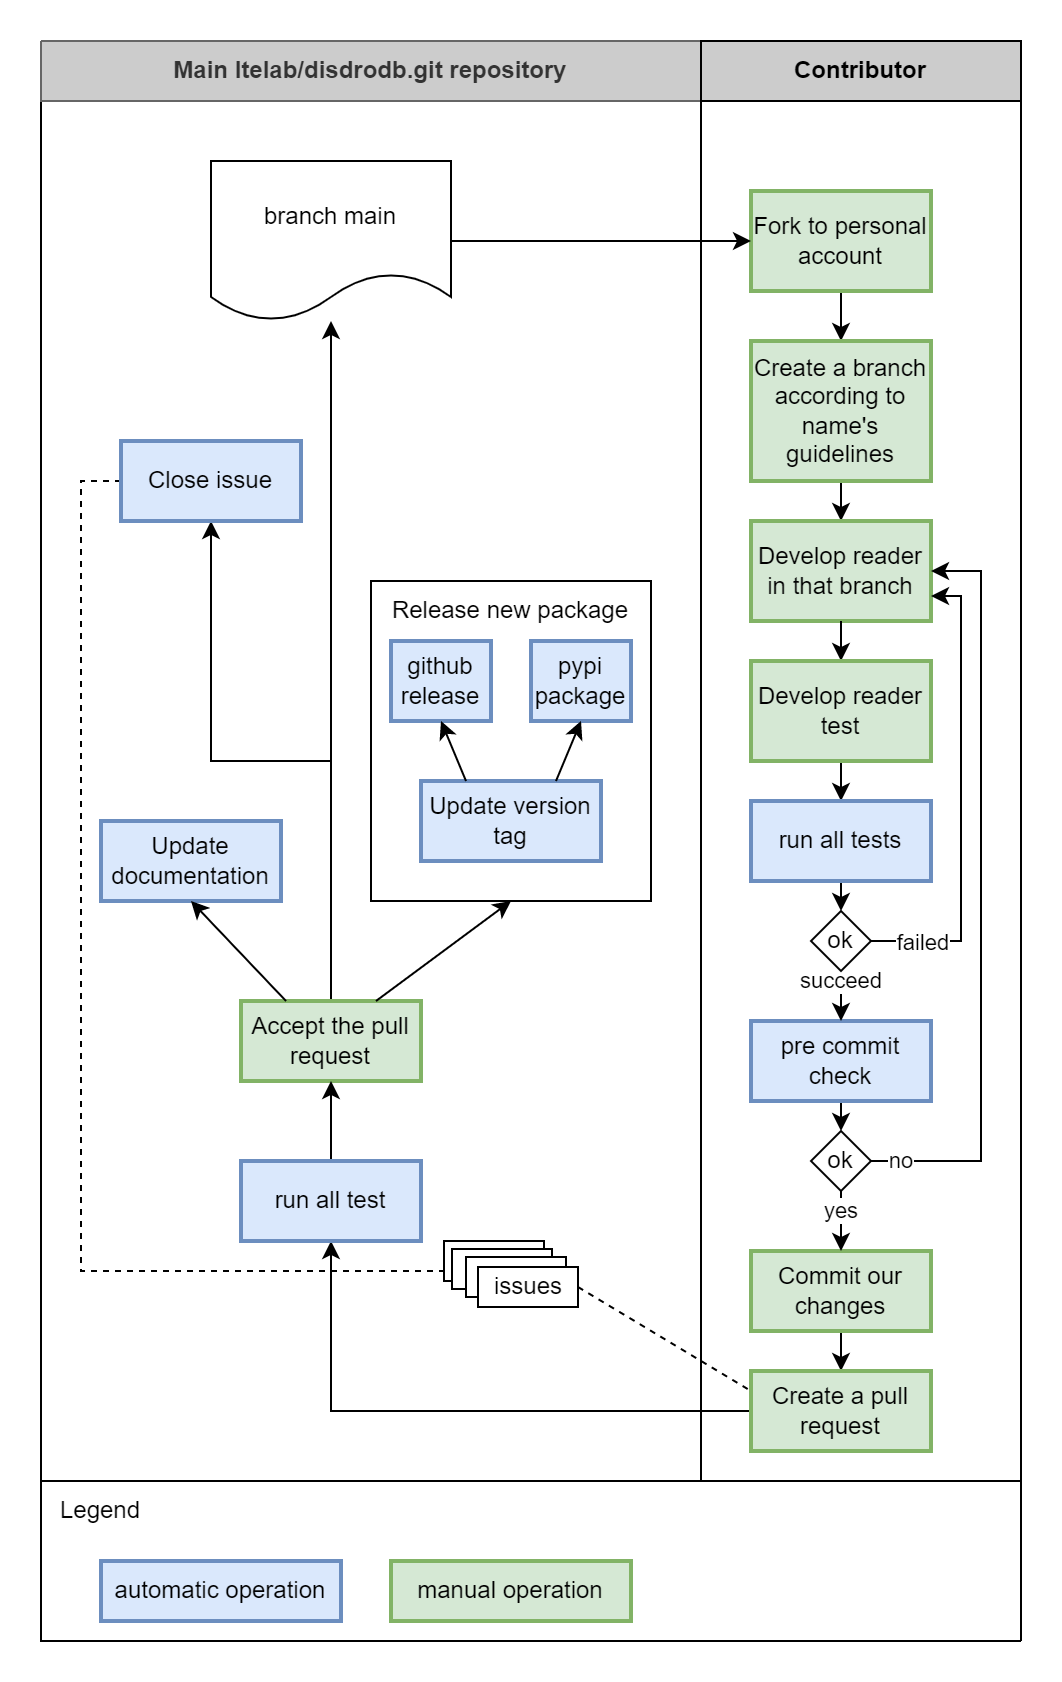 Main ltelab/disdrodb.git repository
Contributor
branch main
Fork to personal
account
Create a branch
according to
name's
guidelines
Close issue
Develop reader
in that branch
Release new package
github
release
pypi
package
Develop reader
test
Update version
tag
run all tests
Update
documentation
ok
failed
succeed
Accept the pull
request
pre commit
check
ok
no
yes
run all test
issues
Commit our
changes
Create a pull
request
Legend
automatic operation
manual operation